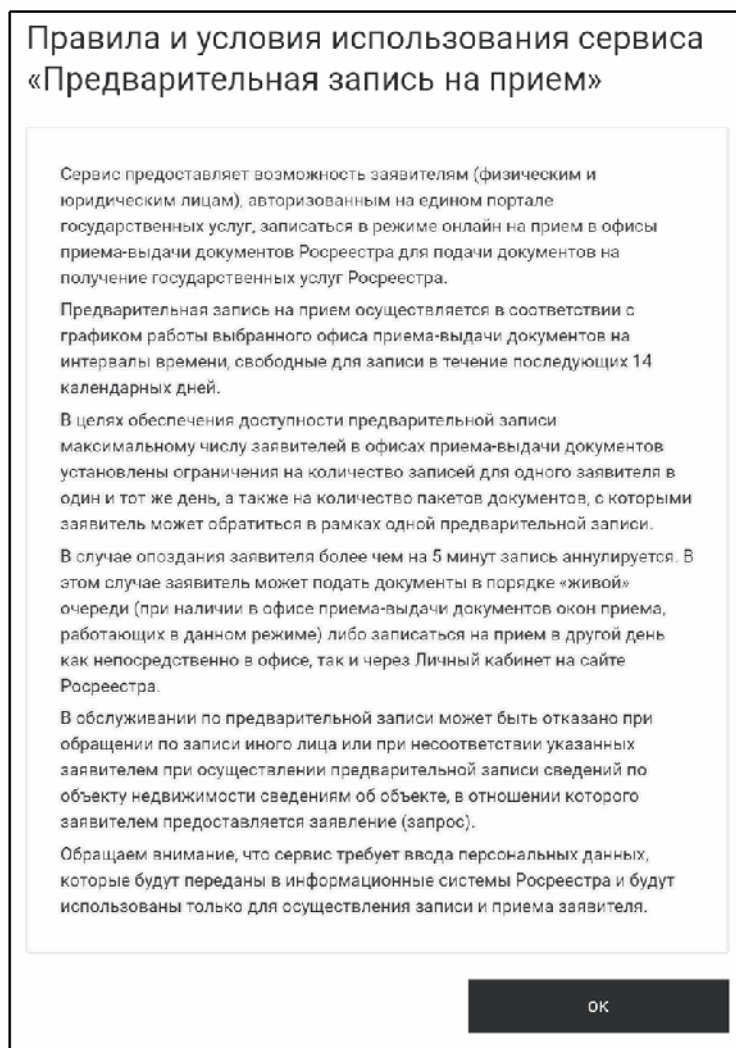 Правила и условия использования сервиса
«Предварительная запись на прием»
Сервис предоставляет возможность заявителям (физическим и
юридическим лицам), авторизованным на едином портале
государственных услуг, записаться в режиме онлайн на прием в офисы
приема-выдачи документов Росреестра для подачи документов на
получение государственных услуг Росреестра.
Предварительная запись на прием осуществляется в соответствии с
графиком работы выбранного офиса приема-выдачи документов на
интервалы времени, свободные для записи в течение последующих 14
календарных дней.
В целях обеспечения доступности предварительной записи
максимальному числу заявителей в офисах приема-выдачи документов
установлены ограничения на количество записей для одного заявителя в
один и тот же день, а также на количество пакетов документов, с которыми
заявитель может обратиться в рамках одной предварительной записи.
В случае опоздания заявителя более чем на 5 минут запись аннулируется. В
этом случае заявитель может подать документы в порядке «живой»
очереди (при наличии в офисе приема-выдачи документов окон приема,
работающих в данном режиме) либо записаться на прием в другой день
как непосредственно в офисе, так и через Личный кабинет на сайте
Росреестра.
В обслуживании по предварительной записи может быть отказано при
обращении по записи иного лица или при несоответствии указанных
заявителем при осуществлении предварительной записи сведений по
объекту недвижимости сведениям об объекте, в отношении которого
заявителем предоставляется заявление (запрос).
Обращаем внимание, что сервис требует ввода персональных данных,
которые будут переданы в информационные системы Росреестра и будут
использованы только для осуществления записи и приема заявителя.
ОК